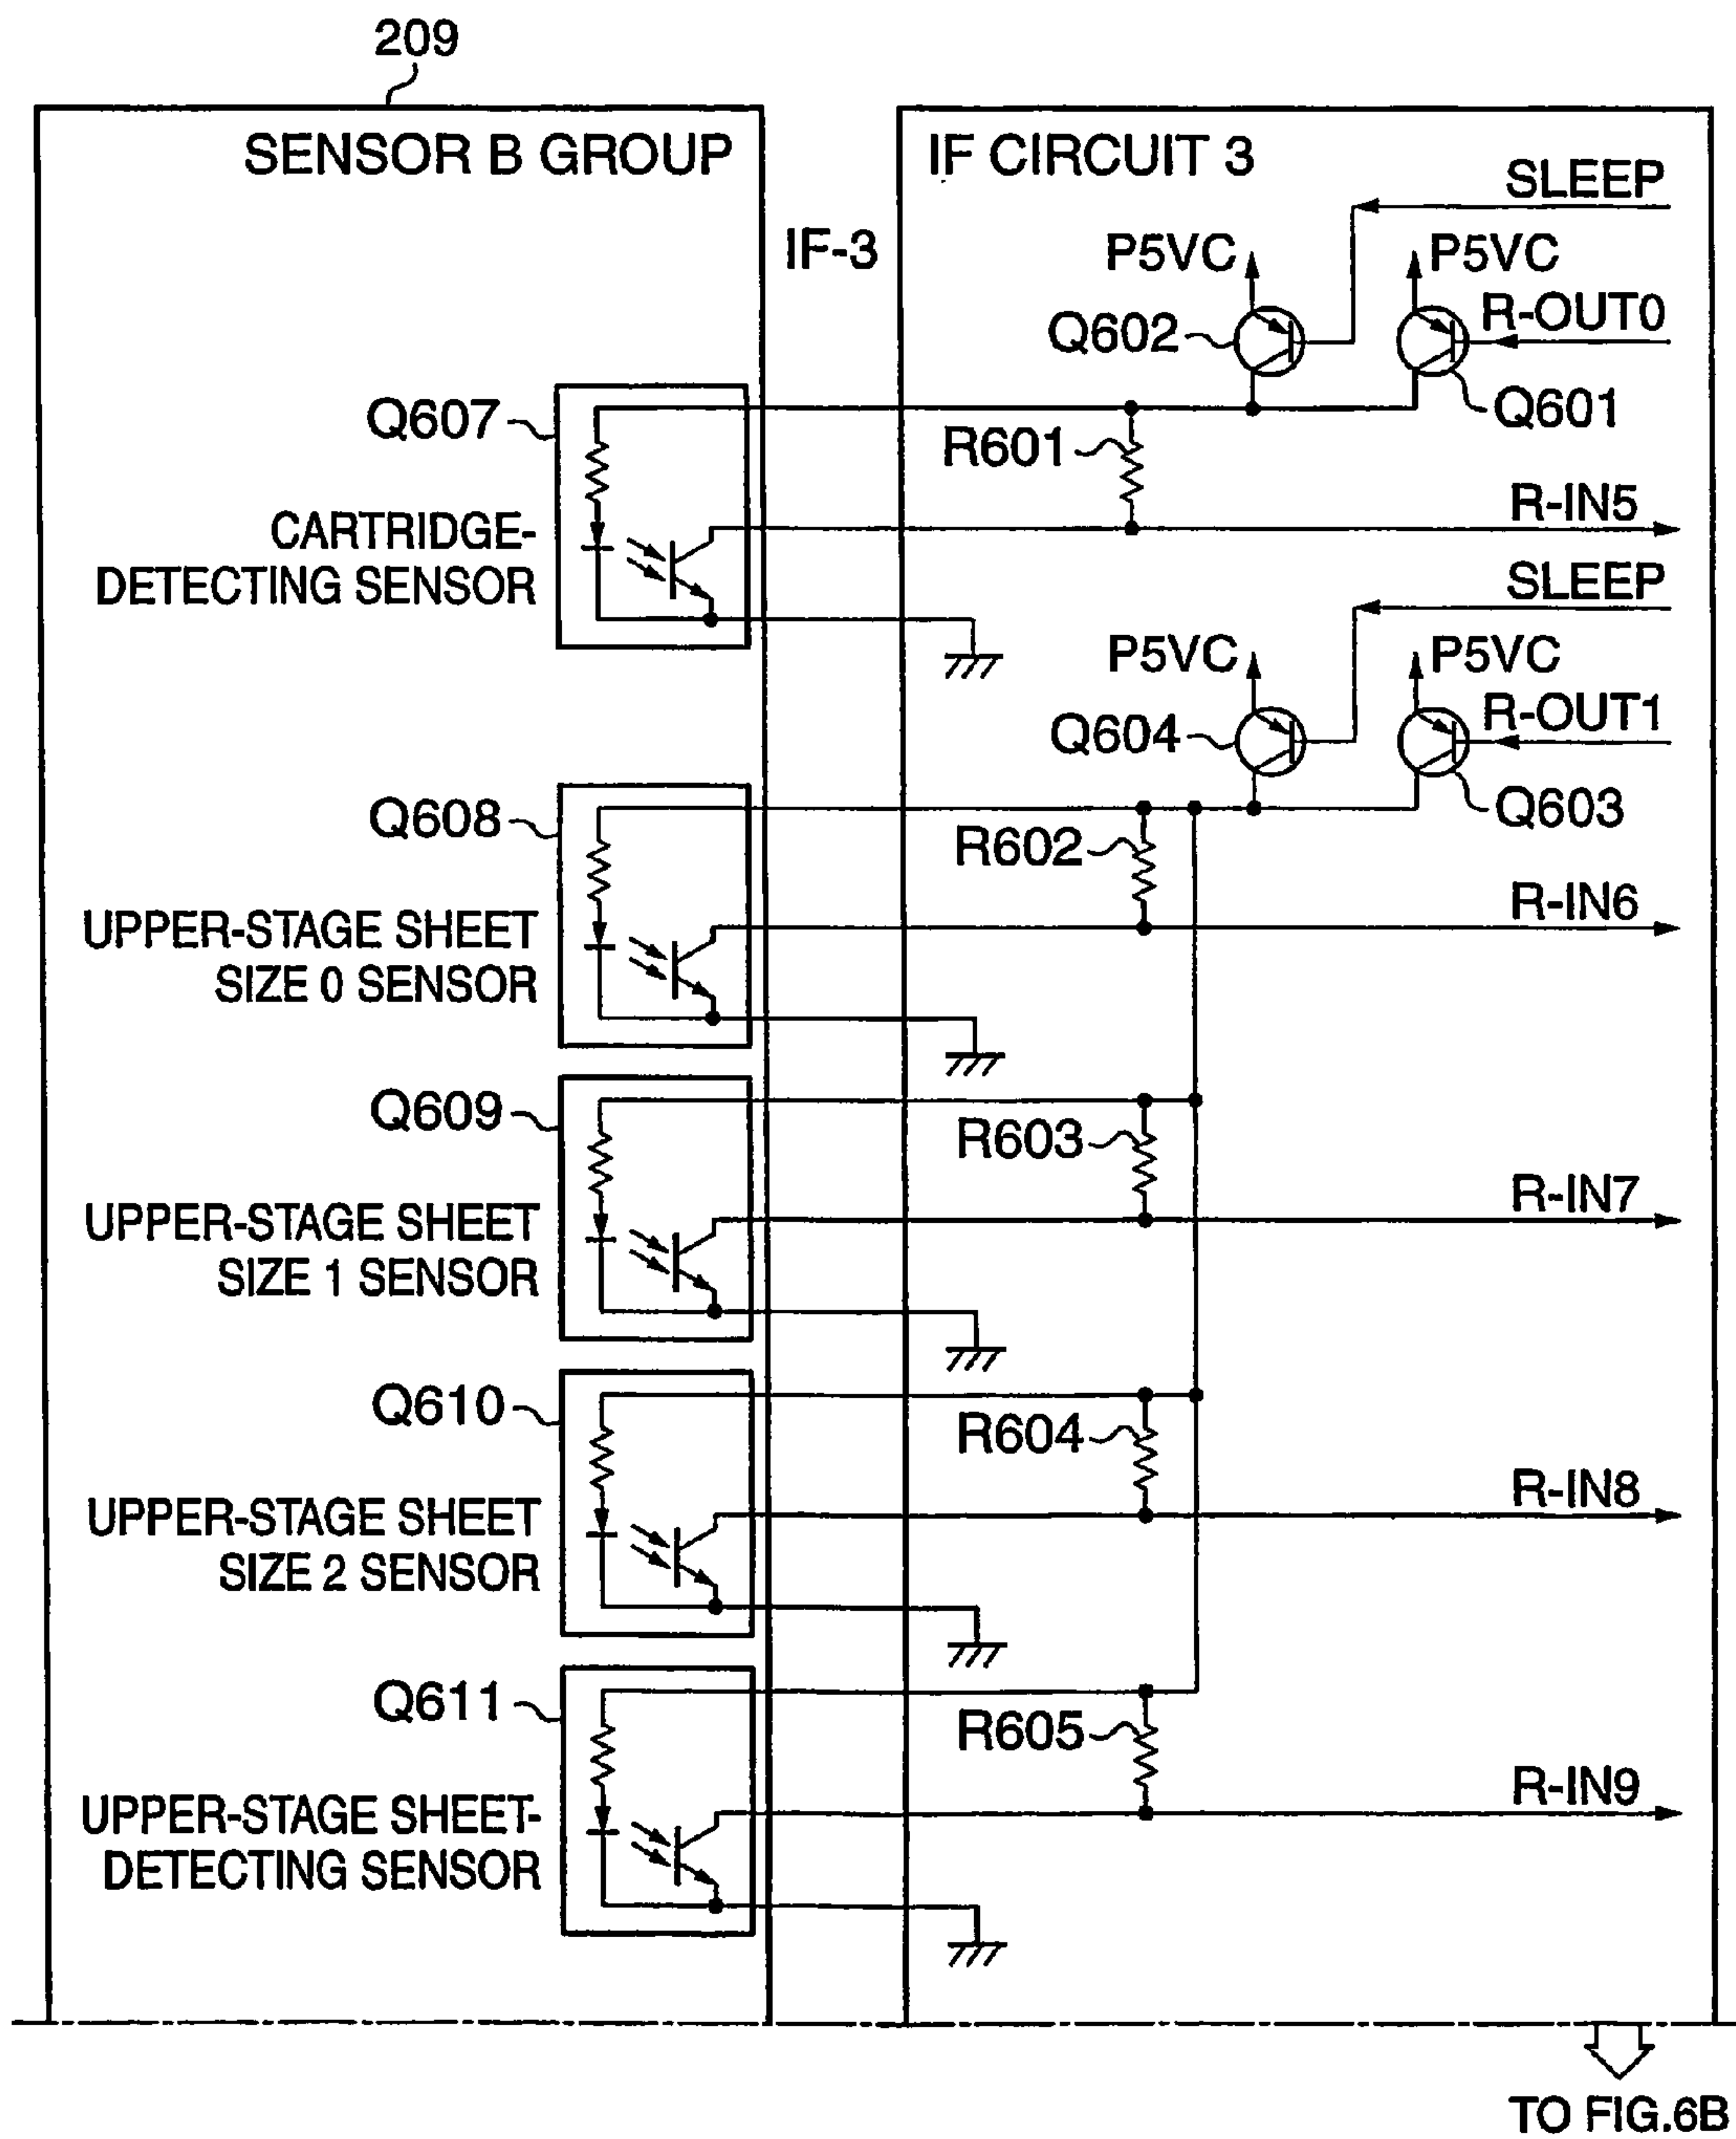 209
SENSOR B GROUP
IF CIRCUIT 3
SLEEP
IF-3
P5VC
P5VC
R-OUT0
Q602
Q601
Q607
R601
R-IN5
CARTRIDGE-
DETECTING SENSOR
SLEEP
P5VC
P5VC
R-OUT1
Q604
Q603
Q608
R602
R-IN6
UPPER-STAGE SHEET
SIZE 0 SENSOR
Q609
R603
R-IN7
UPPER-STAGE SHEET
SIZE 1 SENSOR
Q610
R604
R-IN8
UPPER-STAGE SHEET
SIZE 2 SENSOR
Q611
R605
R-IN9
UPPER-STAGE SHEET-
DETECTING SENSOR
TO FIG.6B